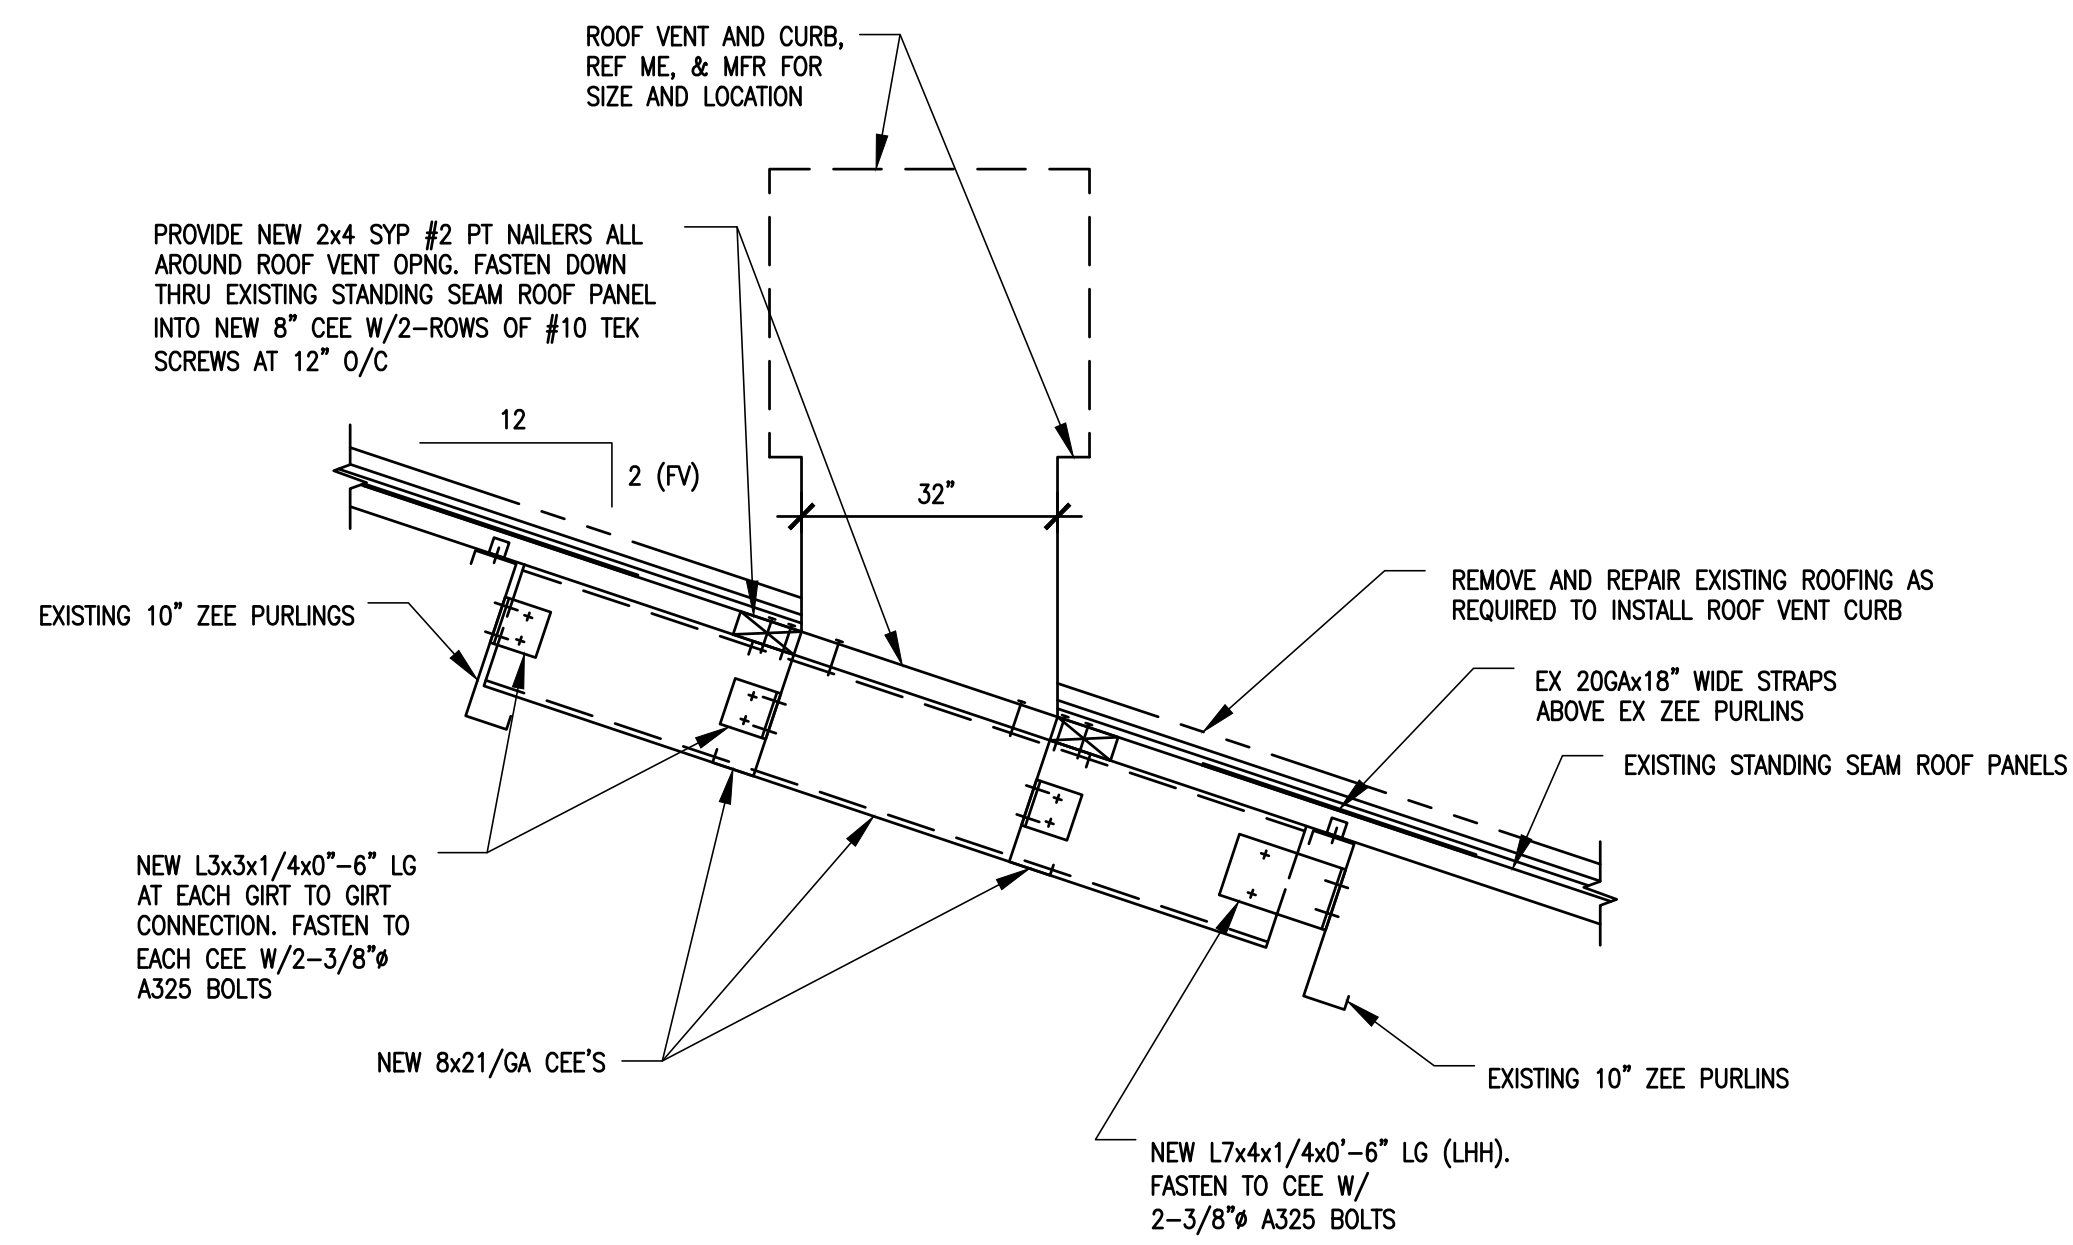 ROOF VENT AND CURB,
REF ME, & MFR FOR
SIZE AND LOCATION
PROVIDE NEW 2x4 SYP #2 PT NAILERS ALL
AROUND ROOF VENT OPNG. FASTEN DOWN
THRU EXISTING STANDING SEAM ROOF PANEL
INTO NEW 8" CEE W/2-ROWS OF #10 TEK
SCREWS AT 12" O/C
12
2 (FV)
32"
EXISTING 10" ZEE PURLINGS
REMOVE AND REPAIR EXISTING ROOFING AS
REQUIRED TO INSTALL ROOF VENT CURB
EX 20GAx18" WIDE STRAPS
ABOVE EX ZEE PURLINS
EXISTING STANDING SEAM ROOF PANELS
NEW L3x3x1/4x0"-6" LG
AT EACH GIRT TO GIRT
CONNECTION. FASTEN TO
EACH CEE W/2-3/8"ø
A325 BOLTS
NEW 8x21/GA CEE'S
EXISTING 10" ZEE PURLINS
NEW L7x4x1/4x0'-6" LG (LHH).
FASTEN TO CEE W/
2-3/8"ø A325 BOLTS